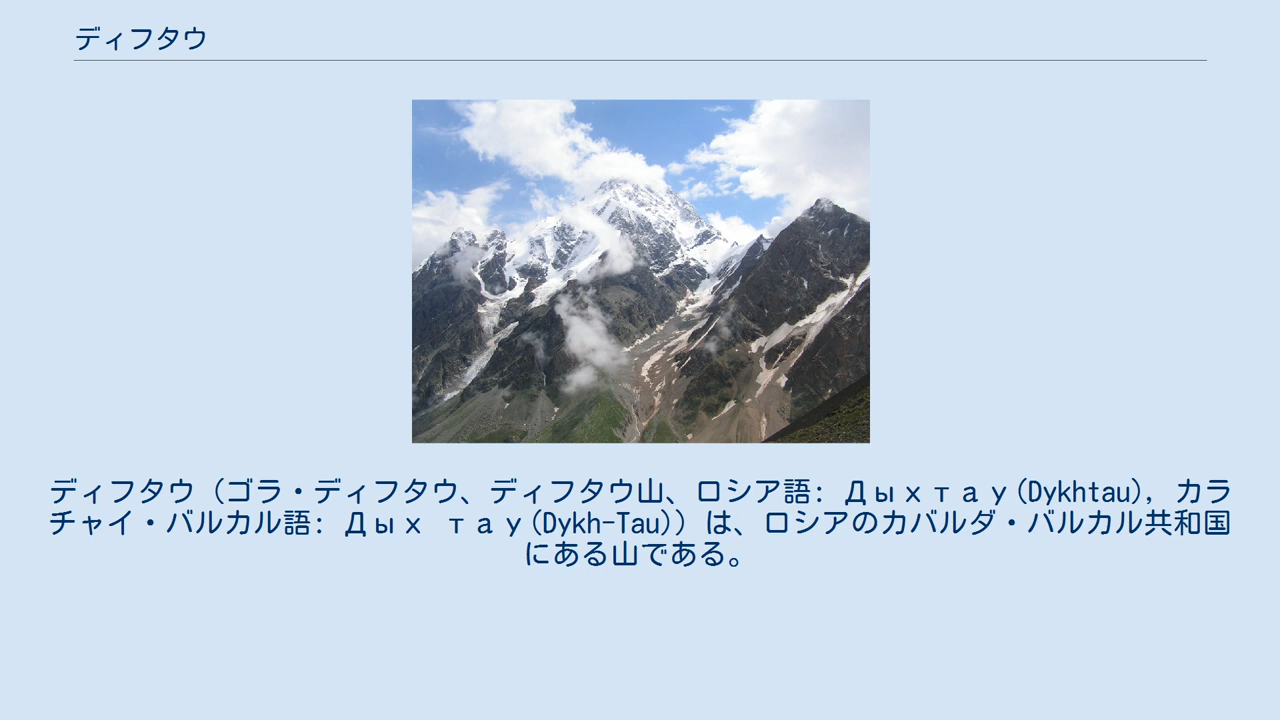 ディフタウ
ディフタウ（ゴラ・ディフタウ、ディフタウ山、ロシア語: Дыхтау(Dykhtau), カラ
チャイ・バルカル語: Дых тау(Dykh-Tau)）は、ロシアのカバルダ・バルカル共和国
にある山である。